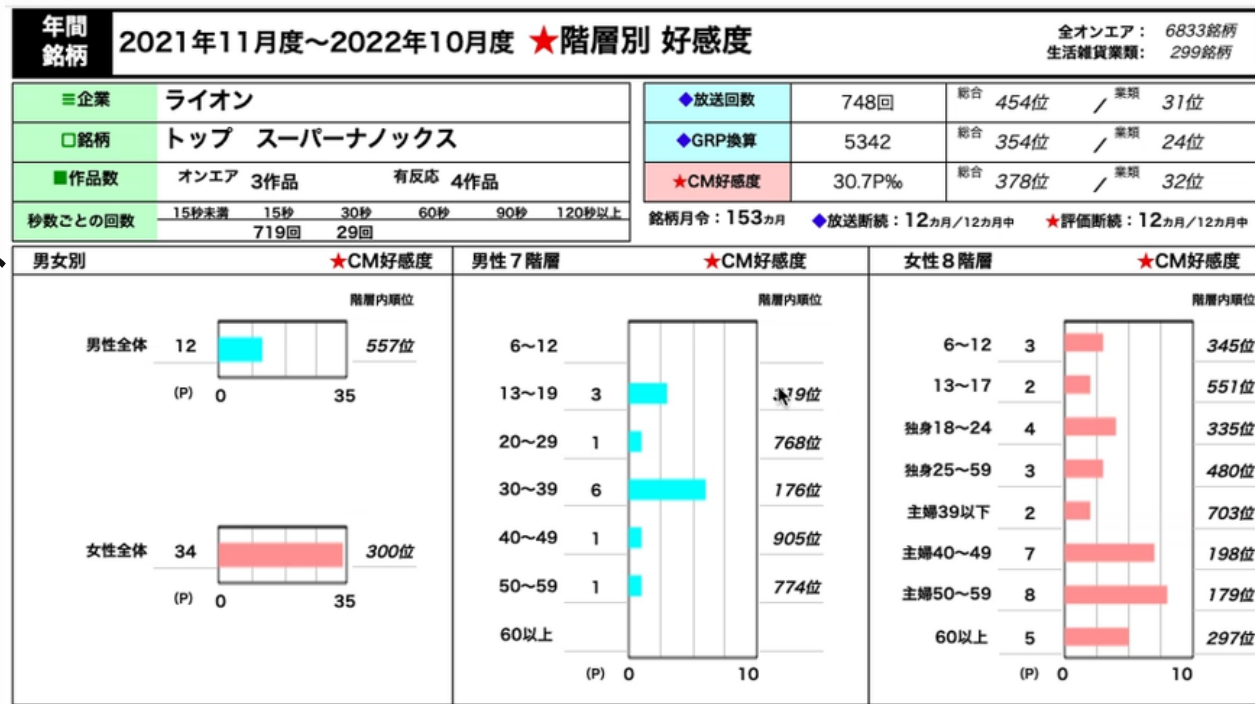 年間
銘柄
2021年11月度～2022年10月度 ★階層別 好感度
全オンエア： 6833銘柄
生活雑貨業類： 299銘柄
≡企業 ライオン
□銘柄 トップ スーパーナノックス
■作品数 オンエア 3作品 有反応 4作品
秒数ごとの回数 15秒未満 15秒 30秒 60秒 90秒 120秒以上
719回 29回
◆放送回数 748回 総合 454位 / 業類 31位
◆GRP換算 5342 総合 354位 / 業類 24位
★CM好感度 30.7P‰ 総合 378位 / 業類 32位
銘柄月令：153カ月 ◆放送断続：12カ月/12カ月中 ★評価断続：12カ月/12カ月中
男女別 ★CM好感度
階層内順位
男性全体 12 557位
(P) 0 35
女性全体 34 300位
(P) 0 35
男性７階層 ★CM好感度
階層内順位
6～12
13～19 3
20～29 1 768位
30～39 6 176位
40～49 1 905位
50～59 1 774位
60以上
(P) 0 10
女性８階層 ★CM好感度
階層内順位
6～12 3 345位
13～17 2 551位
独身18～24 4 335位
独身25～59 3 480位
主婦39以下 2 703位
主婦40～49 7 198位
主婦50～59 8 179位
60以上 5 297位
(P) 0 10